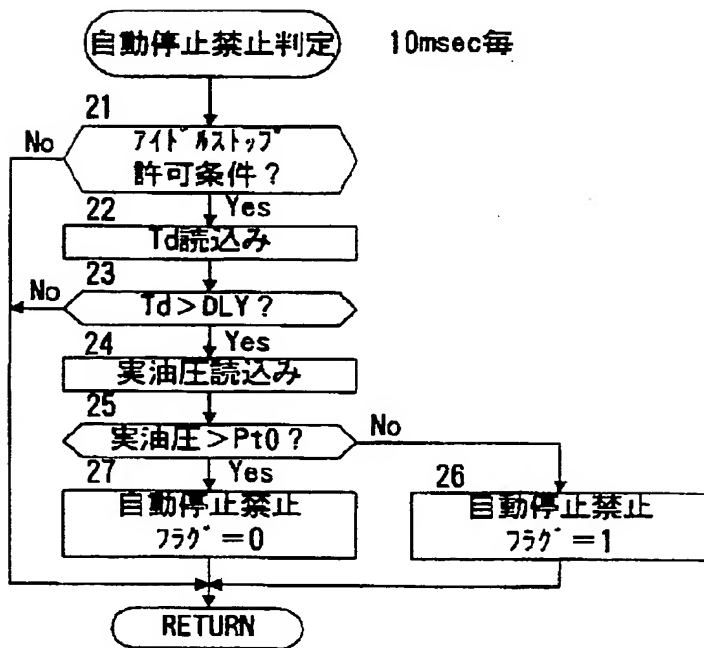 自動停止禁止判定
10msec毎
21
No
ｱｲﾄﾞﾙｽﾄｯﾌﾟ
許可条件？
Yes
22
Td読込み
23
No
Td＞DLY？
Yes
24
実油圧読込み
25
実油圧＞Pt0？
No
27
Yes
26
自動停止禁止
ﾌﾗｸﾞ＝0
自動停止禁止
ﾌﾗｸﾞ＝1
RETURN